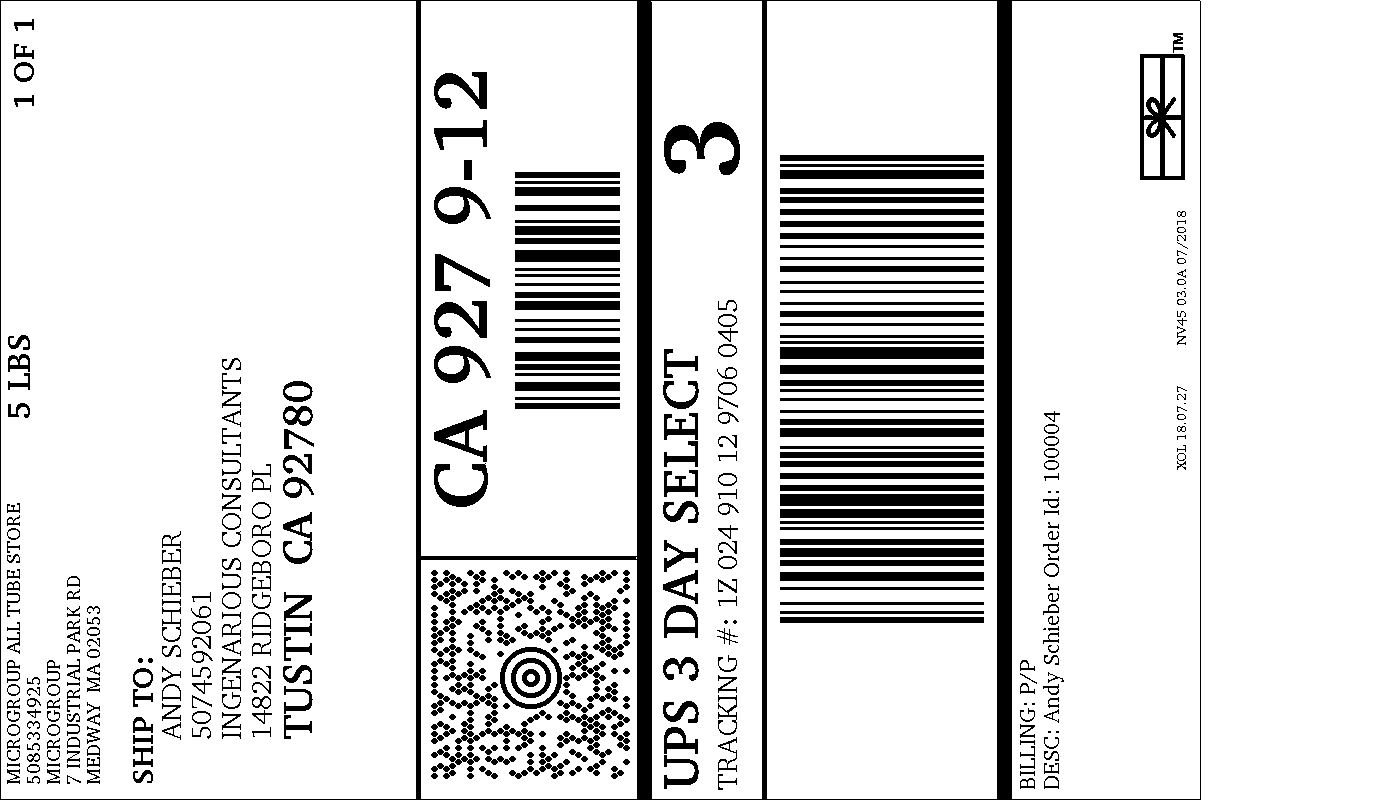 MICROGROUP ALL TUBE STORE
5085334925
MICROGROUP
7 INDUSTRIAL PARK RD
MEDWAY MA 02053
5 LBS
1 OF 1
SHIP TO:
ANDY SCHIEBER
5074592061
INGENARIOUS CONSULTANTS
14822 RIDGEBORO PL
TUSTIN CA 92780
CA 927 9-12
UPS 3 DAY SELECT
TRACKING #: 1Z 024 910 12 9706 0405
3
BILLING: P/P
DESC: Andy Schieber Order Id: 100004
XOL 18.07.27 NV45 03.0A 07/2018
TM